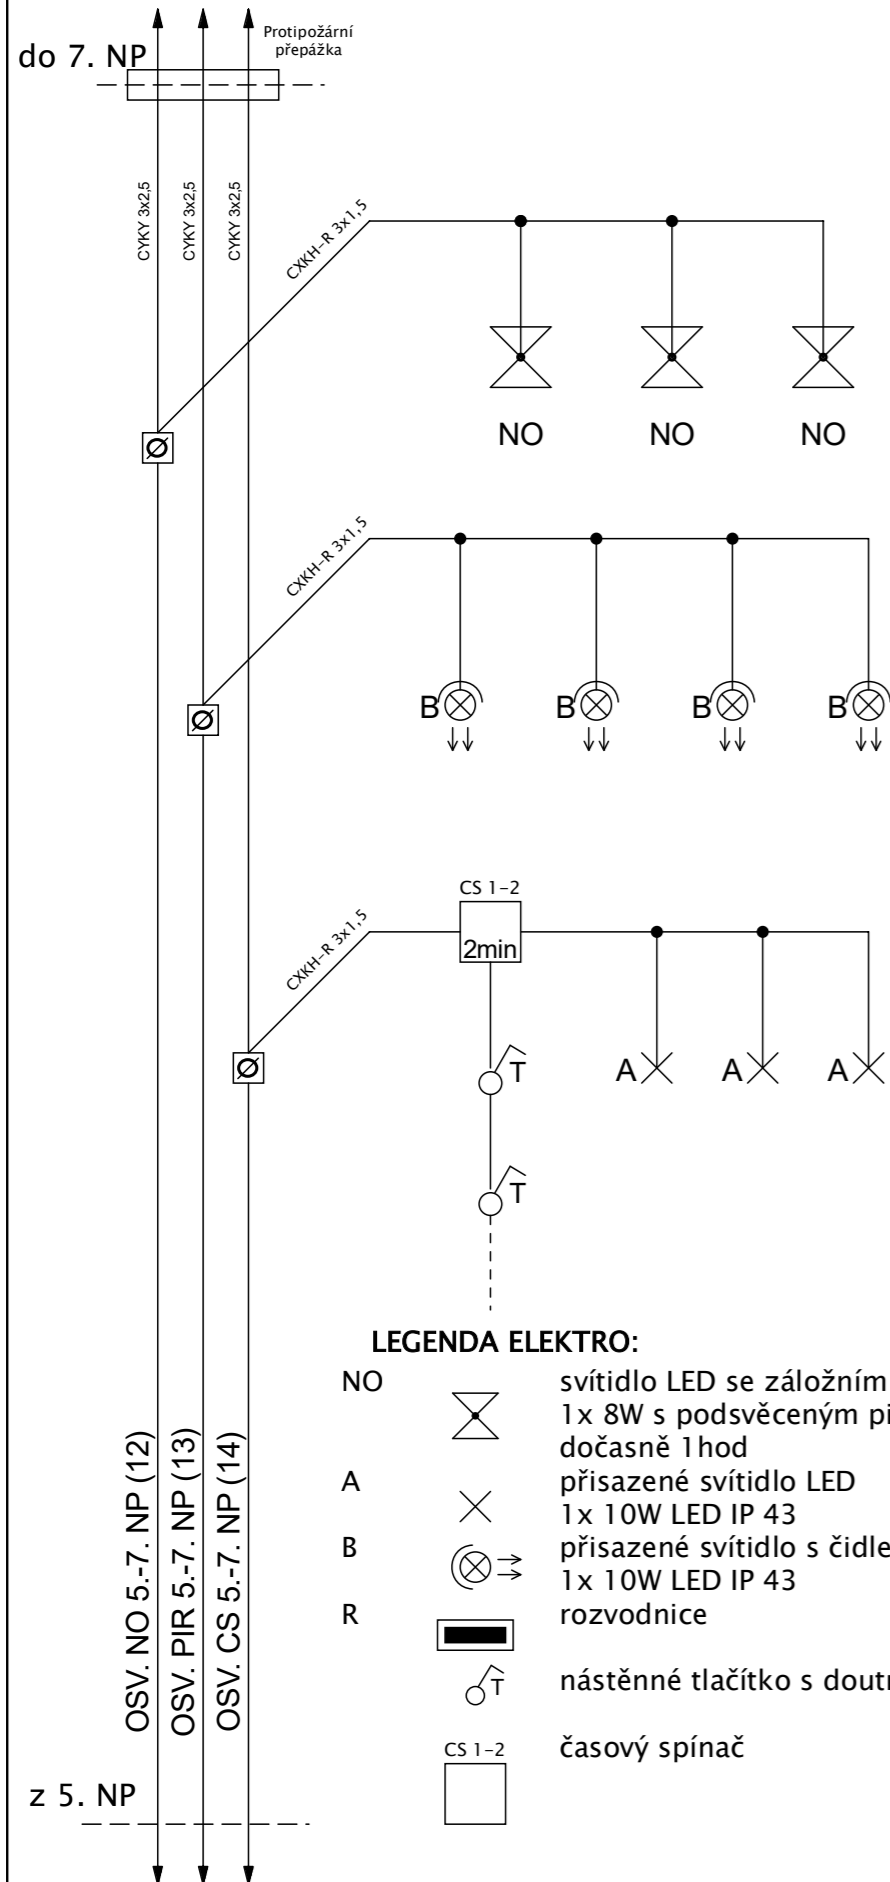 Protipožární
přepážka
do 7. NP
CYKY 3x2,5
CYKY 3x2,5
CYKY 3x2,5
CXKH-R 3x1,5
NO
NO
NO
CXKH-R 3x1,5
B
B
B
B
CS 1-2
2min
CXKH-R 3x1,5
T
A
A
A
T
LEGENDA ELEKTRO:
NO
svítidlo LED se záložním
1x 8W s podsvěceným
dočasně 1hod
A
přisazené svítidlo LED
1x 10W LED IP 43
B
přisazené svítidlo s
1x 10W LED IP 43
R
rozvodnice
T
nástěnné tlačítko s
CS 1-2
časový spínač
OSV. NO 5.-7. NP (12)
OSV. PIR 5.-7. NP (13)
OSV. CS 5.-7. NP (14)
z 5. NP